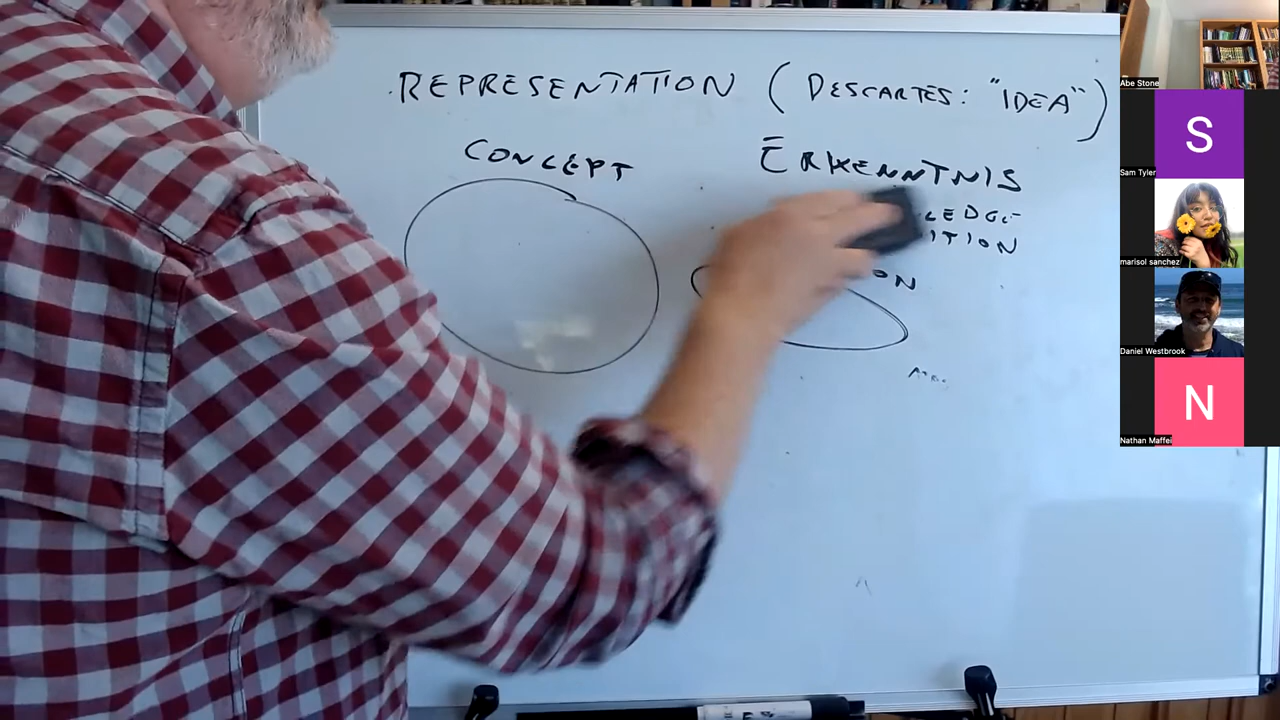 REPRESENTATION (DESCARTES: "IDEA")
CONCEPT
ERKENNTNIS
Abe Stone
S
Sam Tyler
marisol sanchez
Daniel Westbrook
N
Nathan Maffei